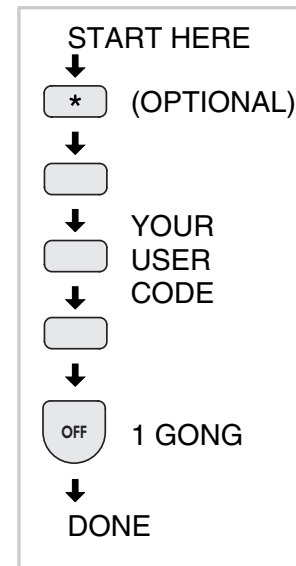 START HERE
* (OPTIONAL)
YOUR
USER
CODE
OFF 1 GONG
DONE